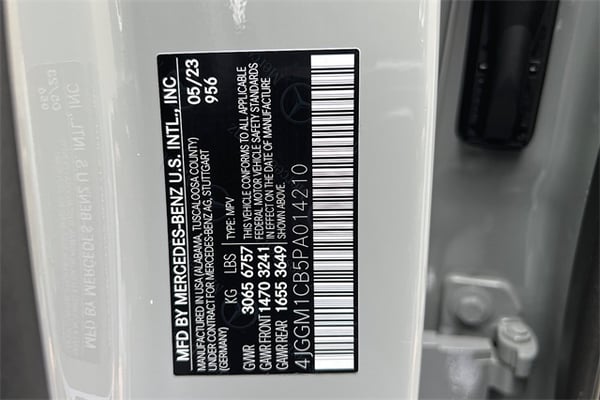 MFD BY MERCEDES-BENZ U.S. INTL., INC
MANUFACTURED IN USA (ALABAMA, TUSCALOOSA COUNTY) 05/23
UNDER CONTRACT FOR MERCEDES-BENZ AG, STUTTGART 956
(GERMANY)
KG LBS TYPE: MPV
GVWR 3065 6757 THIS VEHICLE CONFORMS TO ALL APPLICABLE
GAWR FRONT 1470 3241 FEDERAL MOTOR VEHICLE SAFETY STANDARDS
IN EFFECT ON THE DATE OF MANUFACTURE
GAWR REAR 1655 3649 SHOWN ABOVE.
4JGGM1CB5PA014210